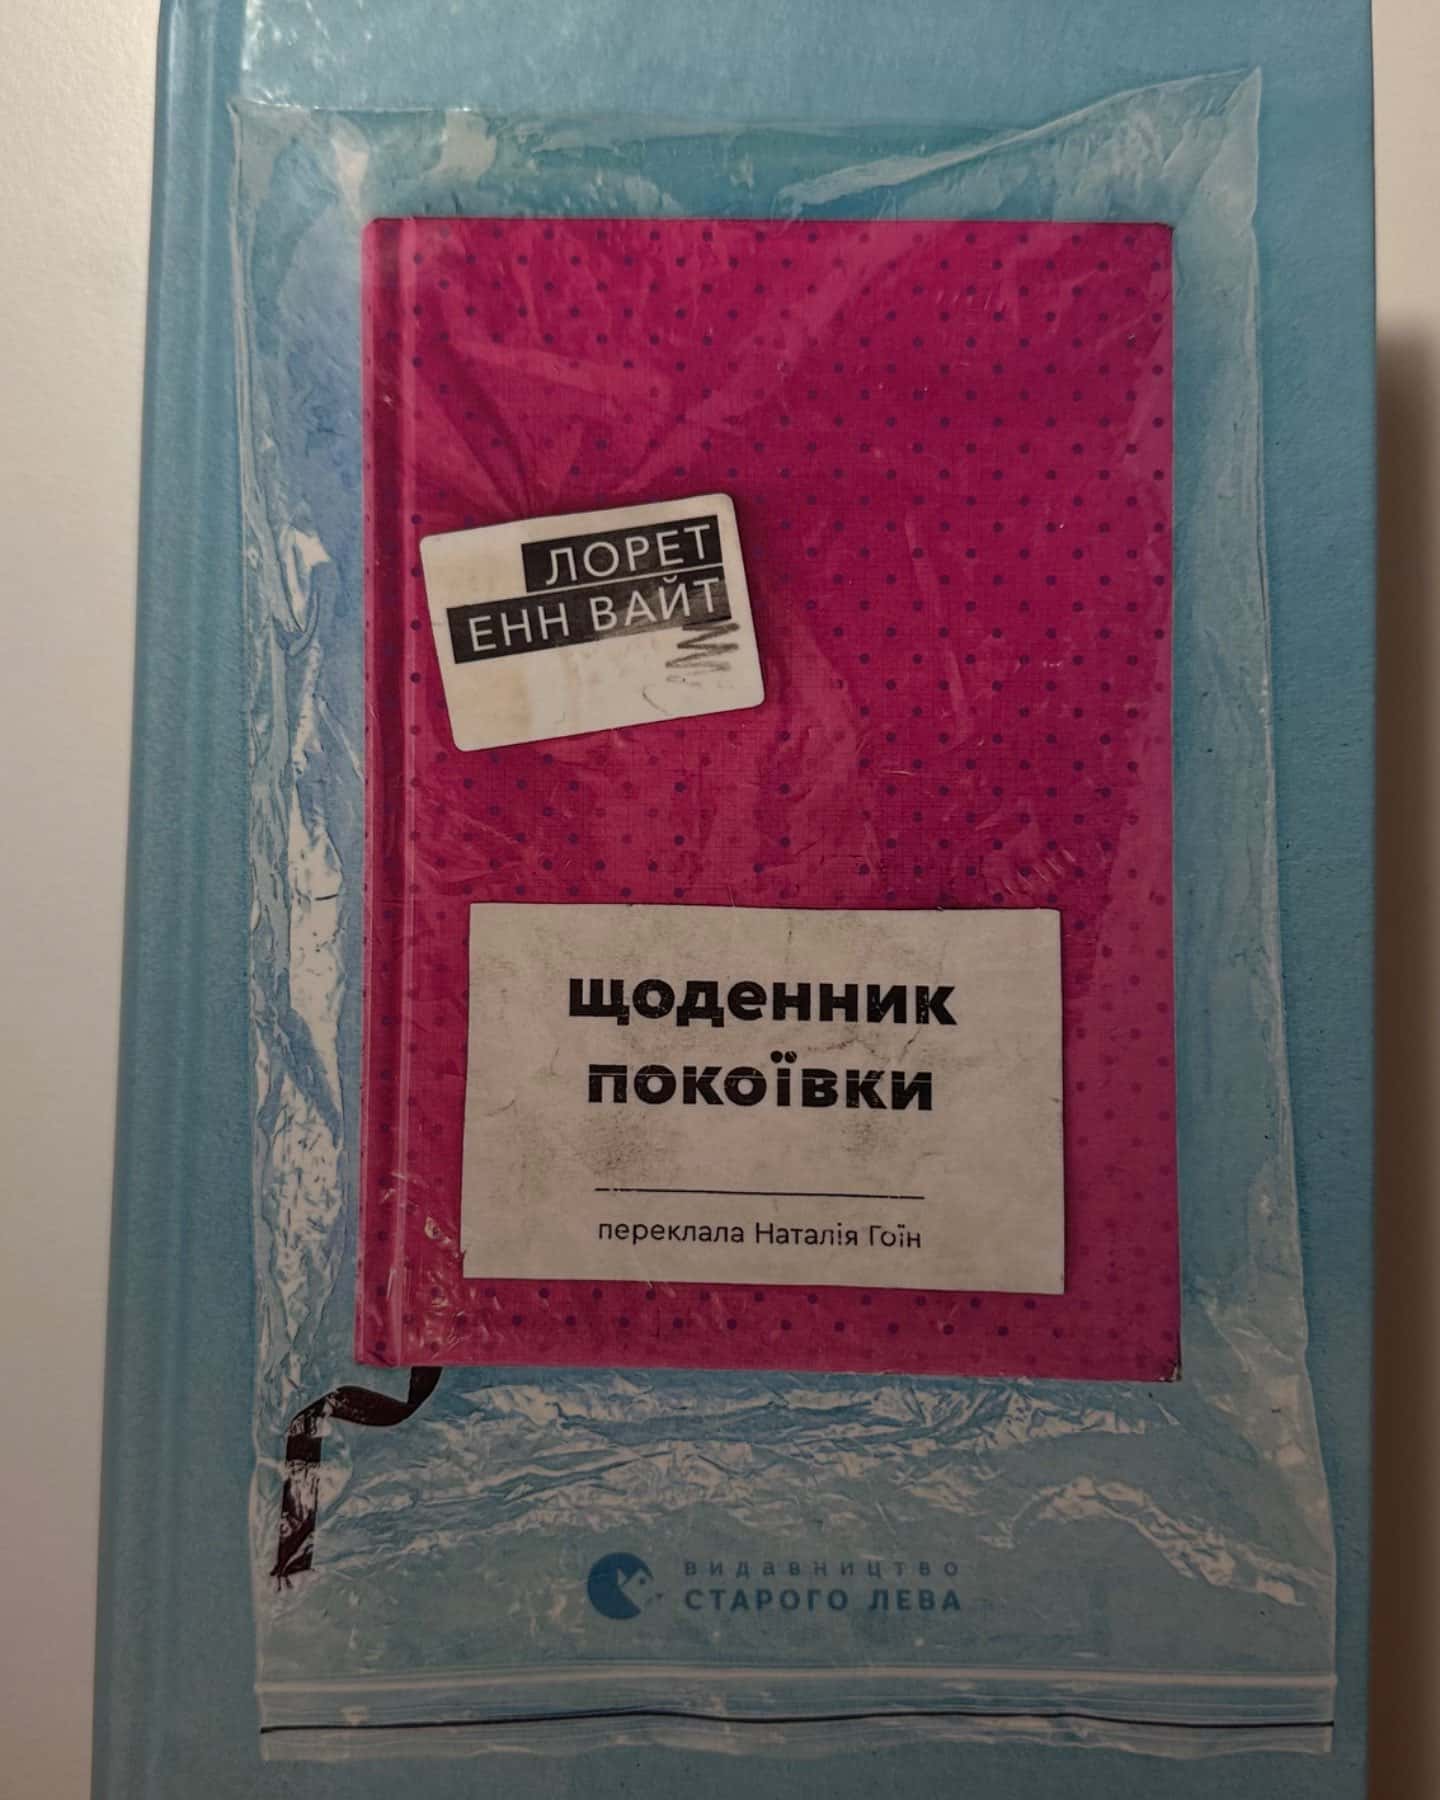 ЛОРЕТ
ЕНН ВАЙТ
щоденник
покоївки
переклала Наталія Гоїн
видавництво
СТАРОГО ЛЕВА